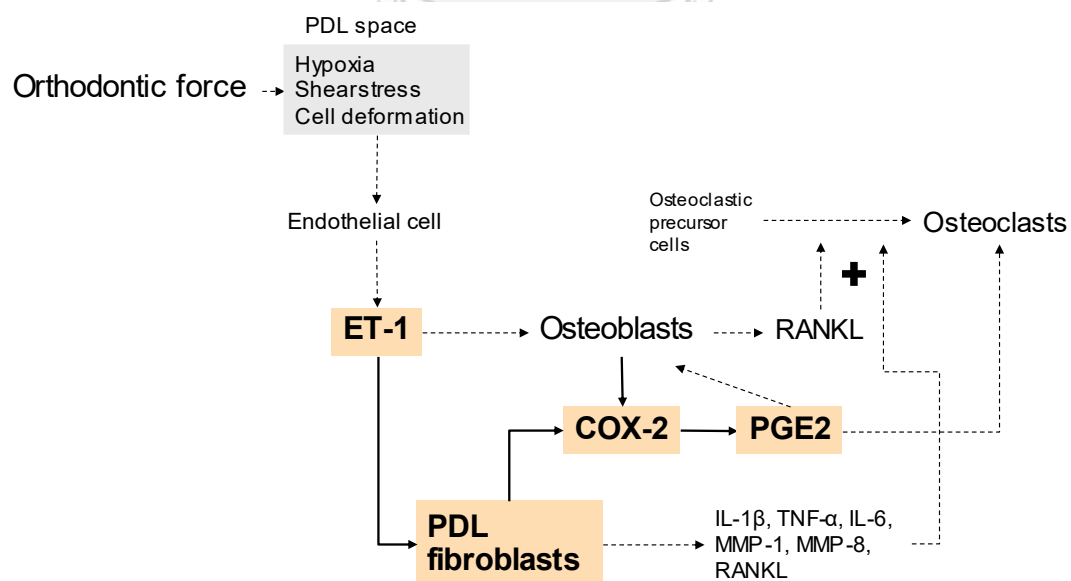 PDL space
Orthodontic force
Hypoxia
Shearstress
Cell deformation
Endothelial cell
Osteoclastic
precursor
cells
Osteoclasts
+
ET-1
Osteoblasts
RANKL
COX-2
PGE2
PDL
fibroblasts
IL-1β, TNF-α, IL-6,
MMP-1, MMP-8,
RANKL